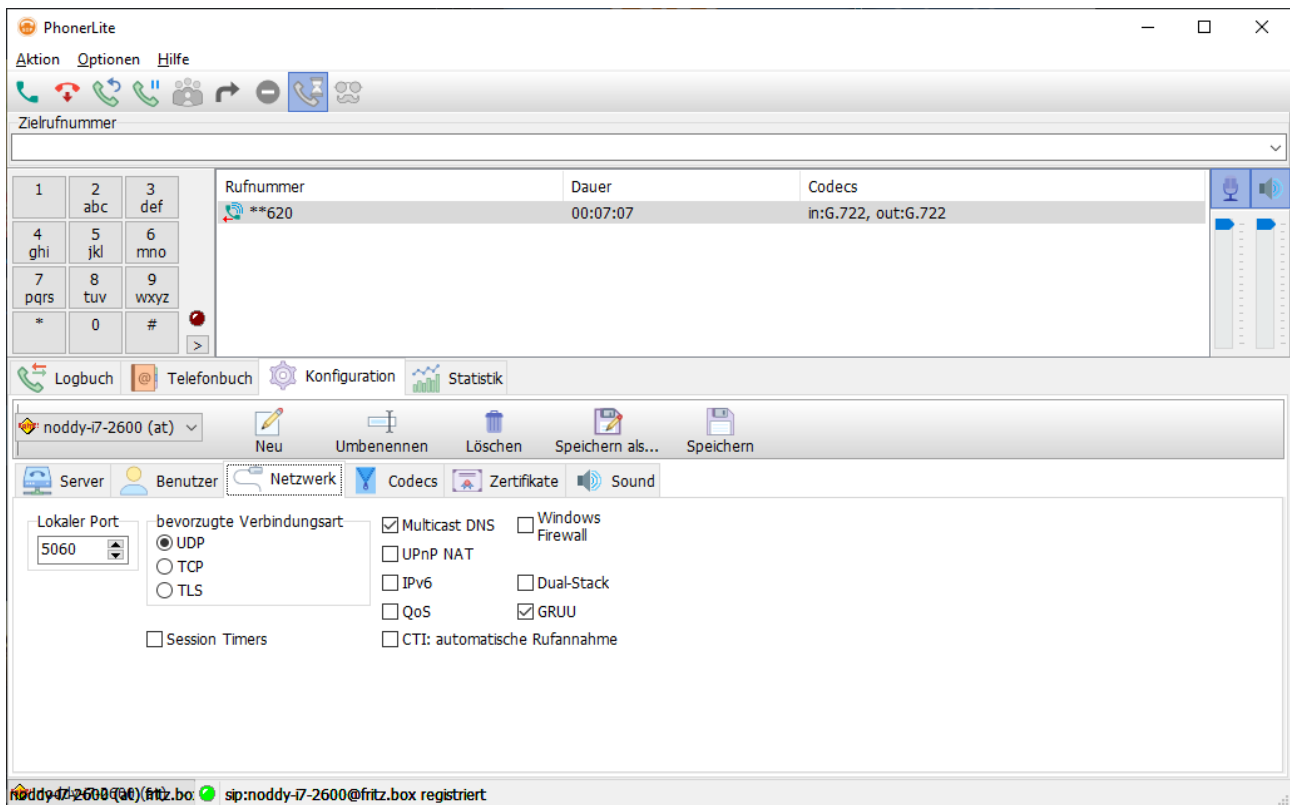 PhonerLite
Aktion Optionen Hilfe
Zielrufnummer
1 2 3
abc def
Rufnummer Dauer Codecs
**620 00:07:07 in:G.722, out:G.722
4 5 6
ghi jkl mno
7 8 9
pqrs tuv wxyz
* 0 #
>
Logbuch @ Telefonbuch Konfiguration Statistik
noddy-i7-2600 (at)
Neu Umbenennen Löschen Speichern als... Speichern
Server Benutzer Netzwerk Codecs Zertifikate Sound
Lokaler Port bevorzugte Verbindungsart
5060
UDP
TCP
TLS
Session Timers
Multicast DNS Windows
Firewall
UPnP NAT
IPv6 Dual-Stack
QoS GRUU
CTI: automatische Rufannahme
sip:noddy-i7-2600@fritz.box registriert